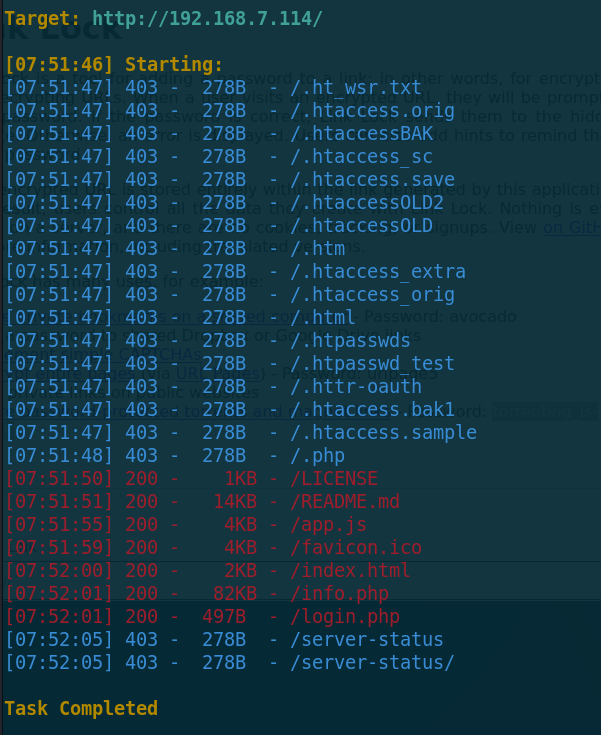 Target: http://192.168.7.114/
[07:51:46] Starting:
[07:51:47] 403 - 278B - /.ht_wsr.txt
[07:51:47] 403 - 278B - /.htaccess.orig
[07:51:47] 403 - 278B - /.htaccessBAK
[07:51:47] 403 - 278B - /.htaccess_sc
[07:51:47] 403 - 278B - /.htaccess.save
[07:51:47] 403 - 278B - /.htaccessOLD2
[07:51:47] 403 - 278B - /.htaccessOLD
[07:51:47] 403 - 278B - /.htm
[07:51:47] 403 - 278B - /.htaccess_extra
[07:51:47] 403 - 278B - /.htaccess_orig
[07:51:47] 403 - 278B - /.html
[07:51:47] 403 - 278B - /.htpasswds
[07:51:47] 403 - 278B - /.htpasswd_test
[07:51:47] 403 - 278B - /.httr-oauth
[07:51:47] 403 - 278B - /.htaccess.bak1
[07:51:47] 403 - 278B - /.htaccess.sample
[07:51:48] 403 - 278B - /.php
[07:51:50] 200 - 1KB - /LICENSE
[07:51:51] 200 - 14KB - /README.md
[07:51:55] 200 - 4KB - /app.js
[07:51:59] 200 - 4KB - /favicon.ico
[07:52:00] 200 - 2KB - /index.html
[07:52:01] 200 - 82KB - /info.php
[07:52:01] 200 - 497B - /login.php
[07:52:05] 403 - 278B - /server-status
[07:52:05] 403 - 278B - /server-status/
Task Completed